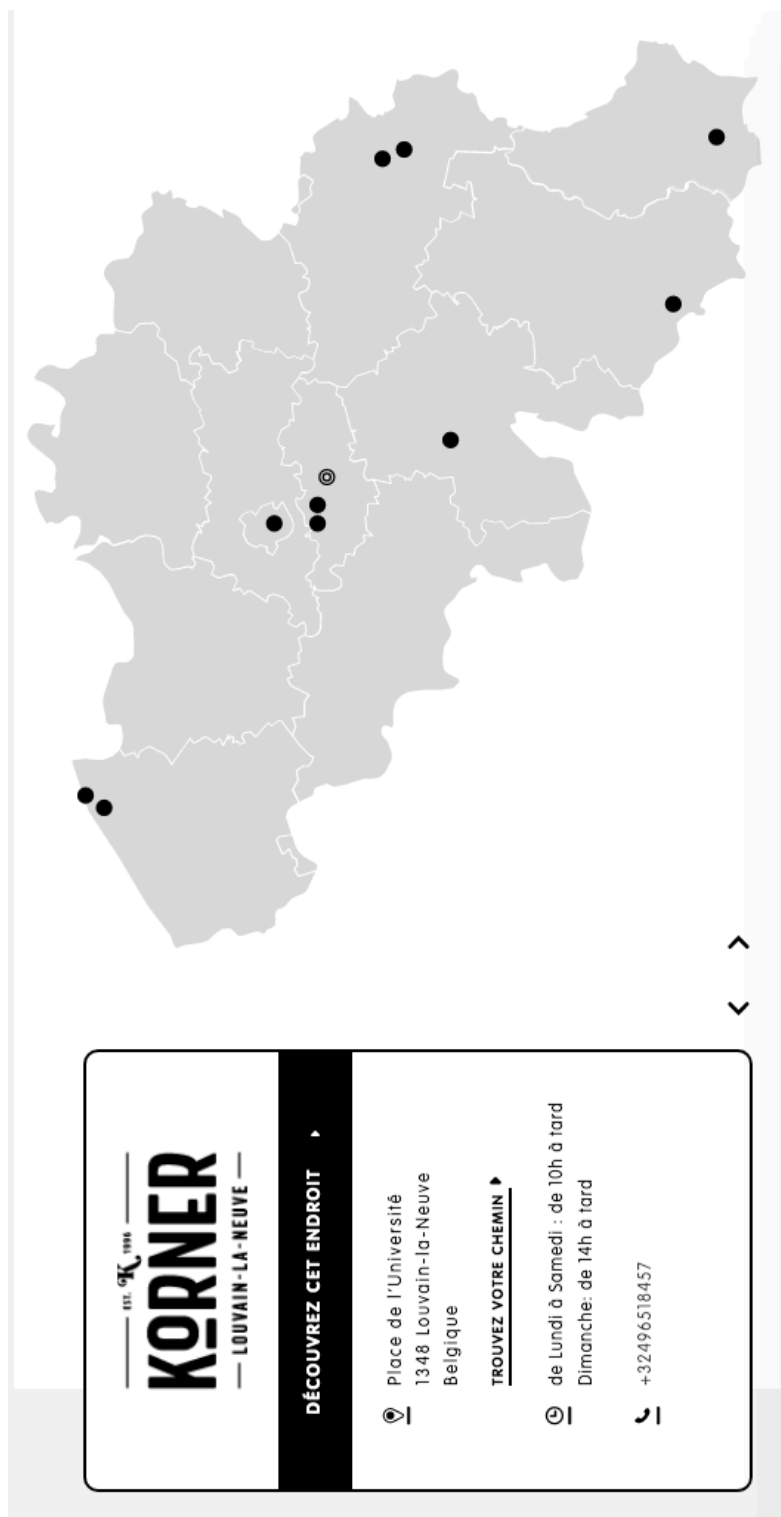 EST. K 1996
KORNER
LOUVAIN-LA-NEUVE
DÉCOUVREZ CET ENDROIT
Place de l'Université
1348 Louvain-la-Neuve
Belgique
TROUVEZ VOTRE CHEMIN
de Lundi à Samedi : de 10h à tard
Dimanche: de 14h à tard
+32496518457